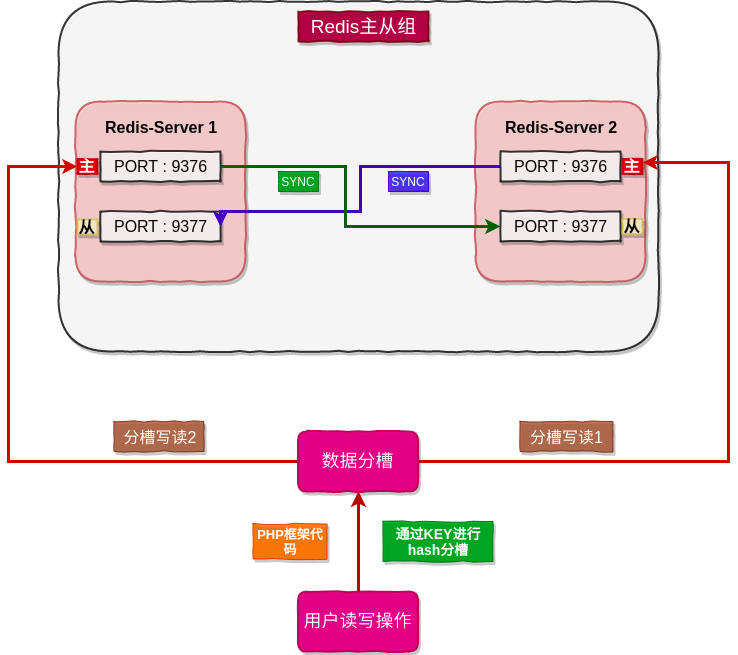 Redis主从组
Redis-Server 1
主
PORT : 9376
从
PORT : 9377
SYNC
SYNC
Redis-Server 2
PORT : 9376
主
PORT : 9377
从
分槽写读2
分槽写读1
数据分槽
PHP框架代
码
通过KEY进行
hash分槽
用户读写操作